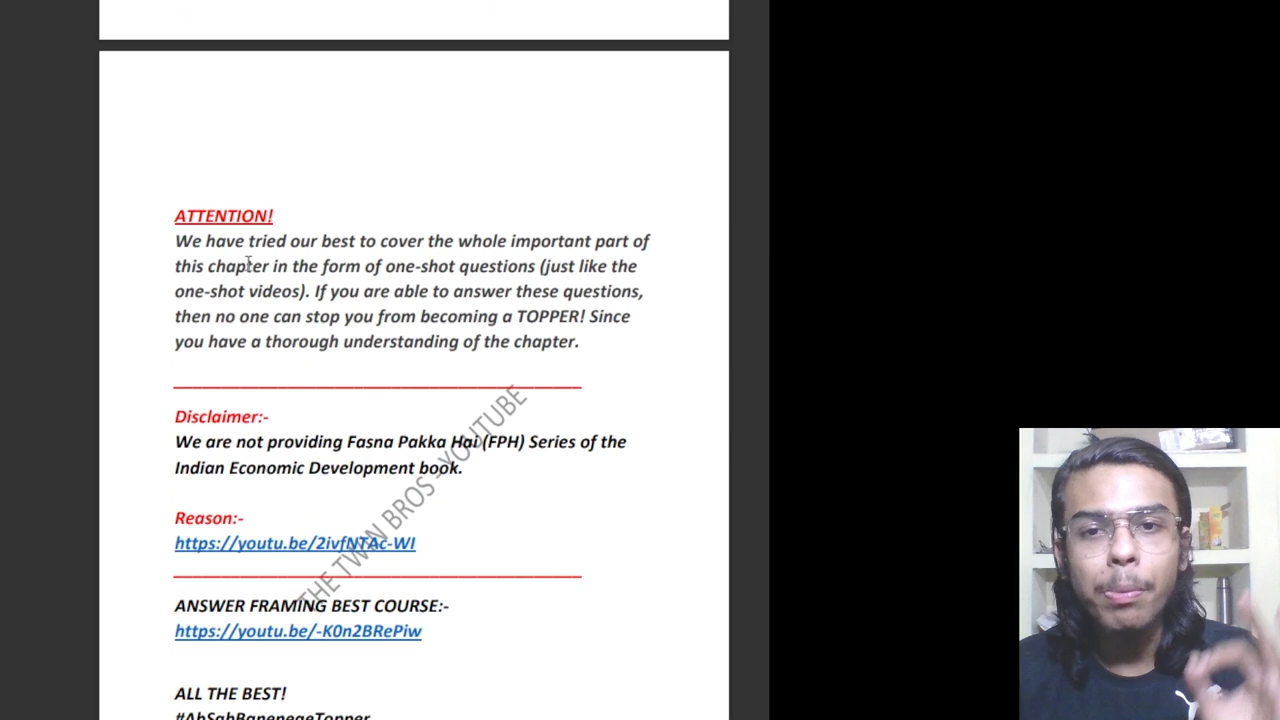 ATTENTION!
We have tried our best to cover the whole important part of
this chapter in the form of one-shot questions (just like the
one-shot videos). If you are able to answer these questions,
then no one can stop you from becoming a TOPPER! Since
you have a thorough understanding of the chapter.
Disclaimer:-
We are not providing Fasna Pakka Hai (FPH) Series of the
Indian Economic Development book.
Reason:-
https://youtu.be/2ivfNTAc-WI
THE TWIN BROS - YOUTUBE
ANSWER FRAMING BEST COURSE:-
https://youtu.be/-K0n2BRePiw
ALL THE BEST!
#AbSabBanengeTopper